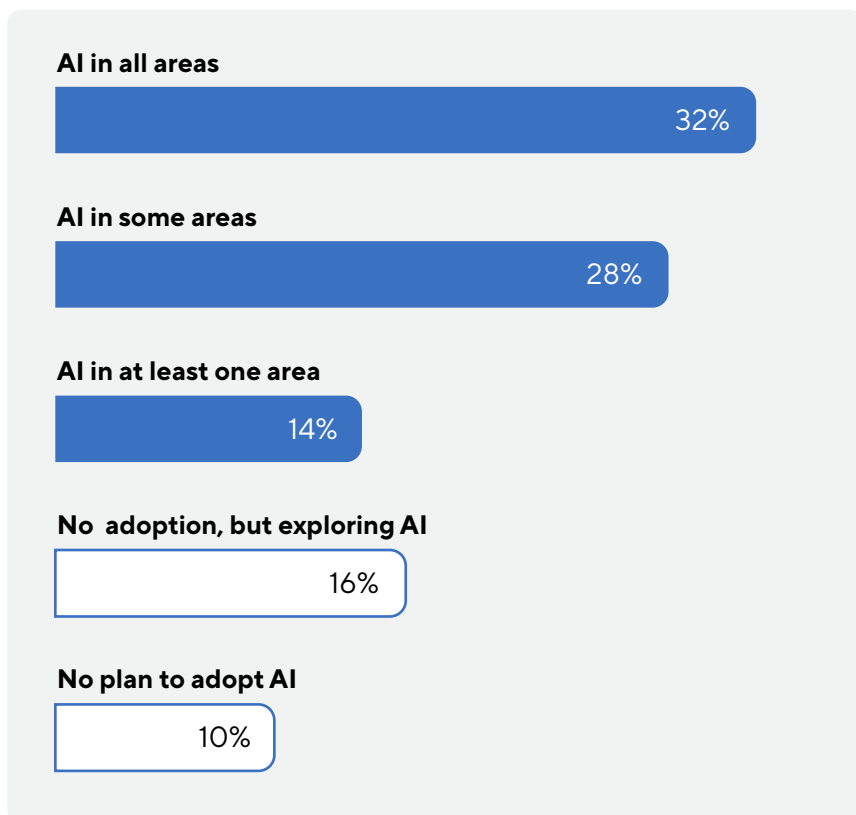 AI in all areas
32%
AI in some areas
28%
AI in at least one area
14%
No  adoption, but exploring AI
16%
No plan to adopt AI
10%